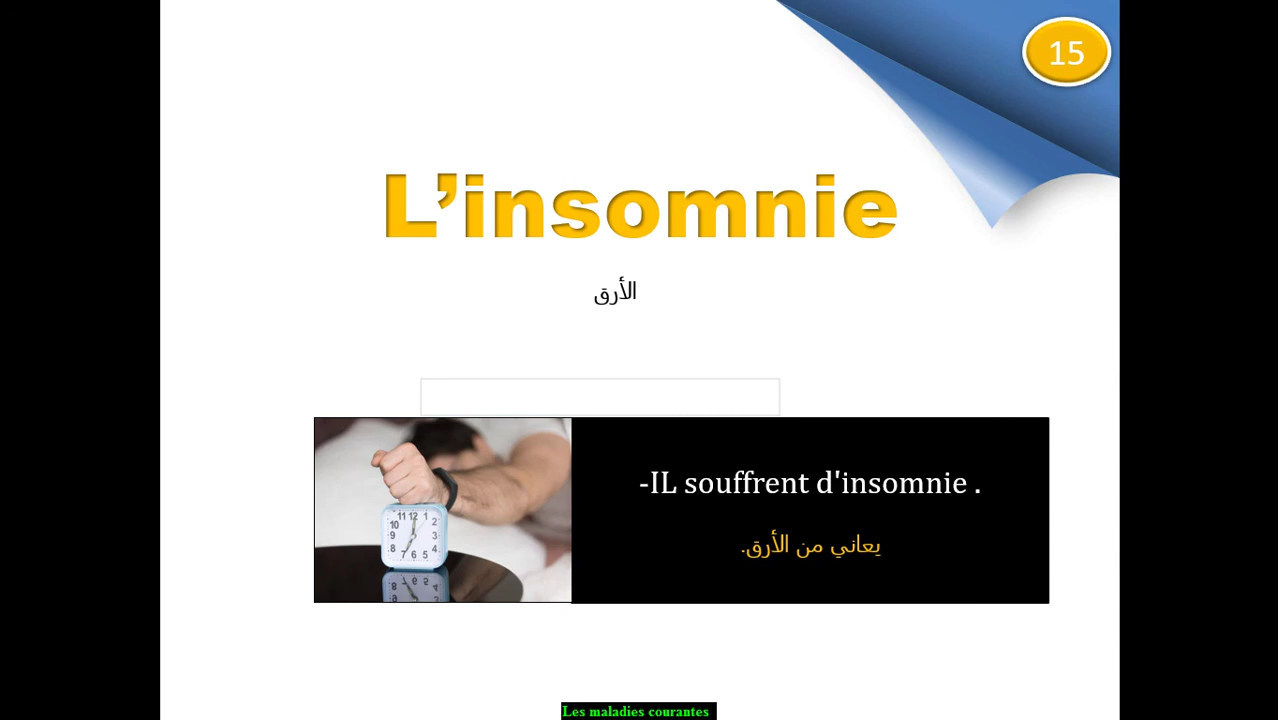 15
L’insomnie
الأرق
-IL souffrent d'insomnie .
يعاني من الأرق.
Les maladies courantes